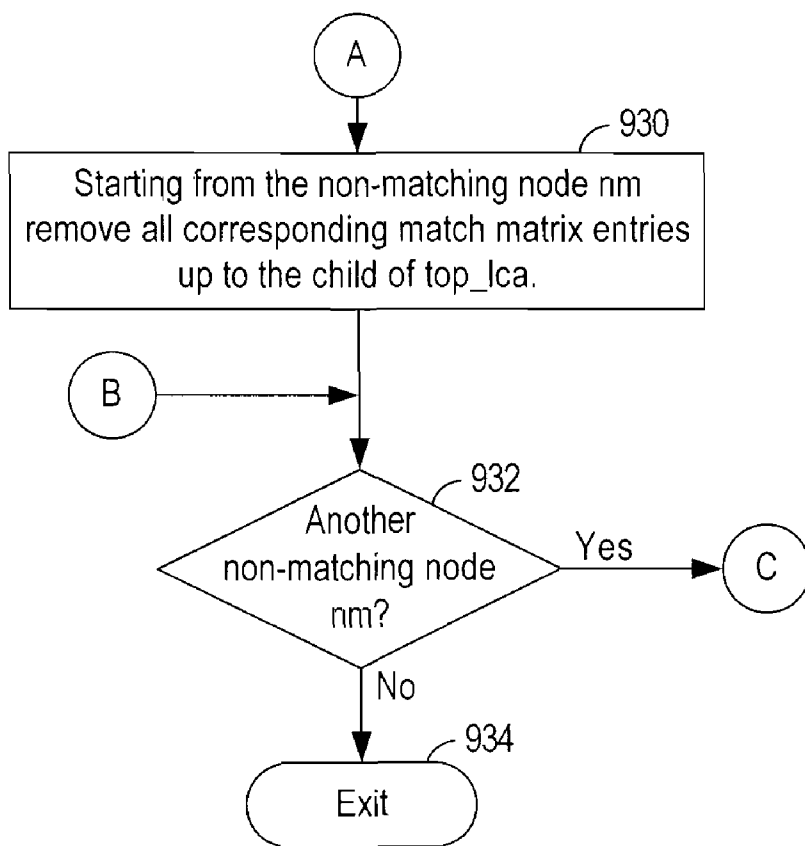 A
930
Starting from the non-matching node nm
remove all corresponding match matrix entries
up to the child of top_lca.
B
932
Another
non-matching node
nm?
Yes
C
No
934
Exit